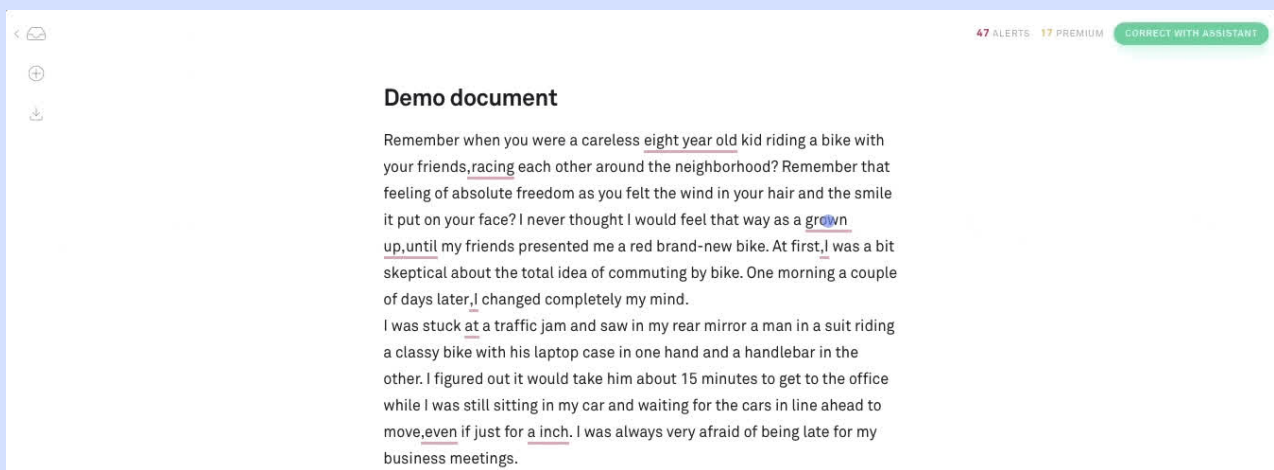 47 ALERTS 17 PREMIUM CORRECT WITH ASSISTANT
Demo document
Remember when you were a careless eight year old kid riding a bike with
your friends,racing each other around the neighborhood? Remember that
feeling of absolute freedom as you felt the wind in your hair and the smile
it put on your face? I never thought I would feel that way as a grown
up,until my friends presented me a red brand-new bike. At first,I was a bit
skeptical about the total idea of commuting by bike. One morning a couple
of days later,I changed completely my mind.
I was stuck at a traffic jam and saw in my rear mirror a man in a suit riding
a classy bike with his laptop case in one hand and a handlebar in the
other. I figured out it would take him about 15 minutes to get to the office
while I was still sitting in my car and waiting for the cars in line ahead to
move,even if just for a inch. I was always very afraid of being late for my
business meetings.